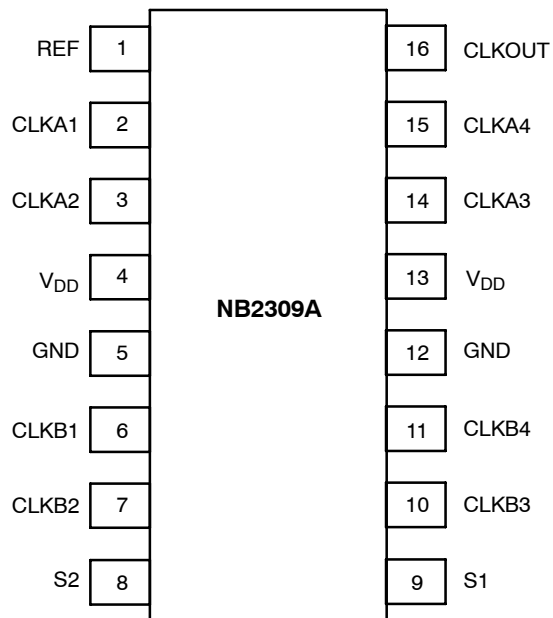 REF 1 16 CLKOUT
CLKA1 2 15 CLKA4
CLKA2 3 14 CLKA3
VDD 4 13 VDD
NB2309A
GND 5 12 GND
CLKB1 6 11 CLKB4
CLKB2 7 10 CLKB3
S2 8 9 S1